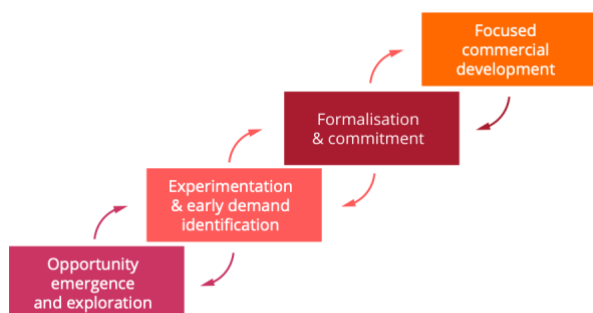 Focused
commercial
development
Formalisation
& commitment
Experimentation
& early demand
identification
Opportunity
emergence
and exploration